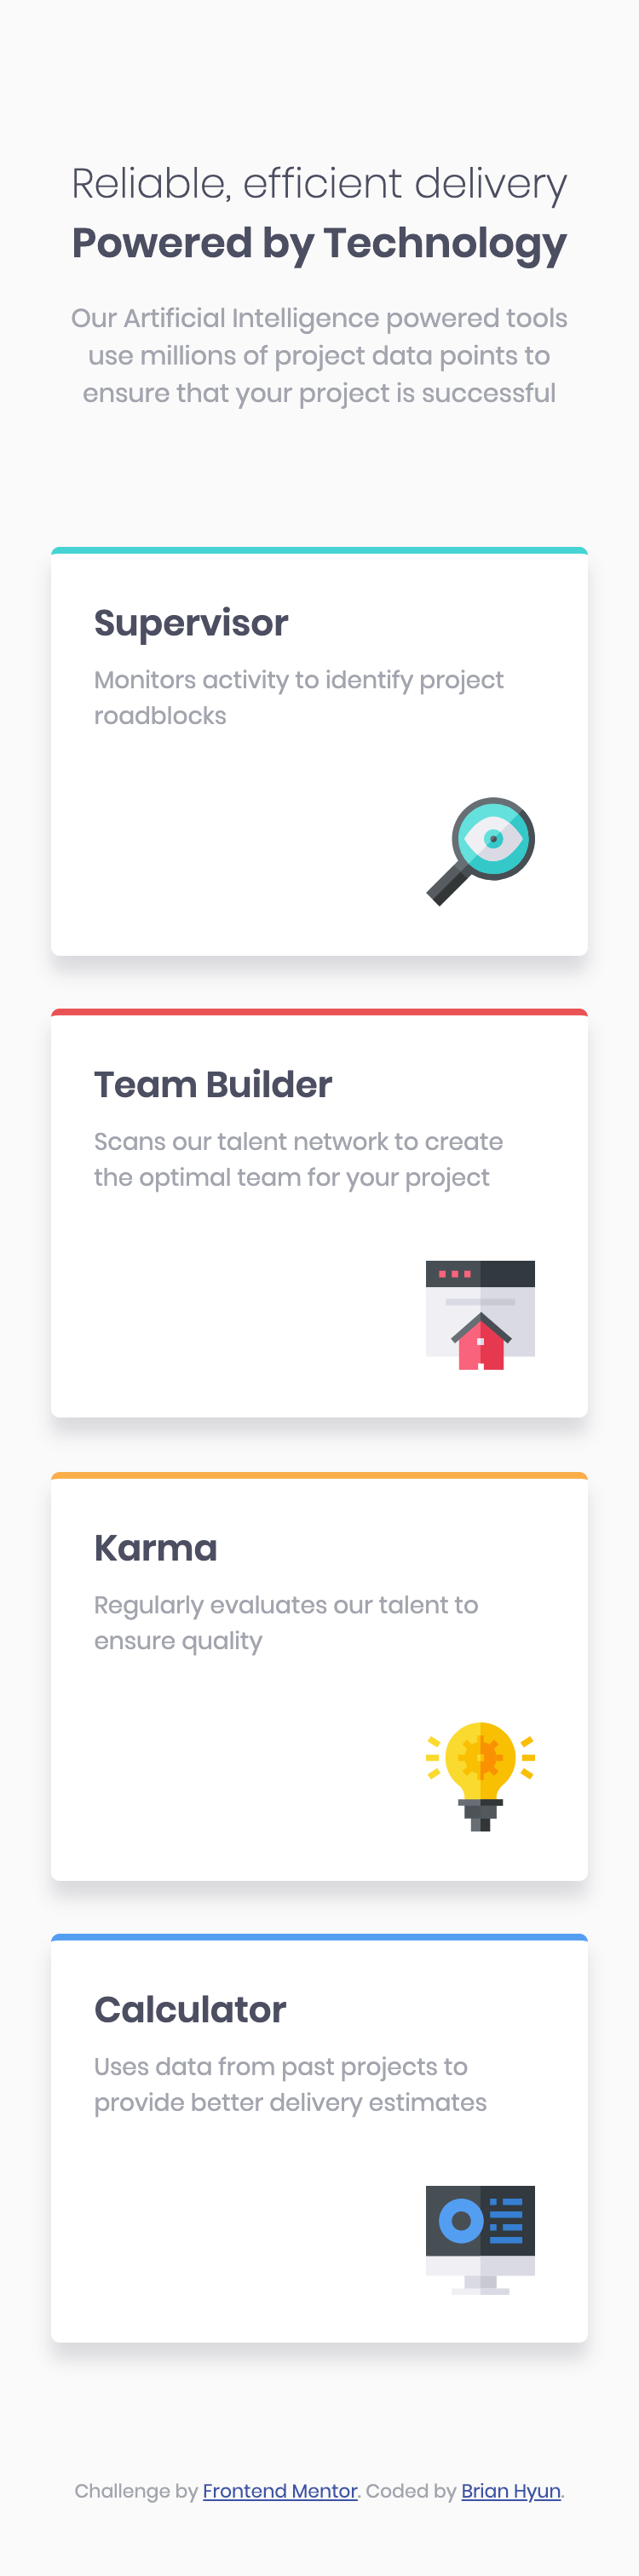 Reliable, efficient delivery
Powered by Technology
Our Artificial Intelligence powered tools
use millions of project data points to
ensure that your project is successful
Supervisor
Monitors activity to identify project
roadblocks
Team Builder
Scans our talent network to create
the optimal team for your project
Karma
Regularly evaluates our talent to
ensure quality
Calculator
Uses data from past projects to
provide better delivery estimates
Challenge by Frontend Mentor. Coded by Brian Hyun.